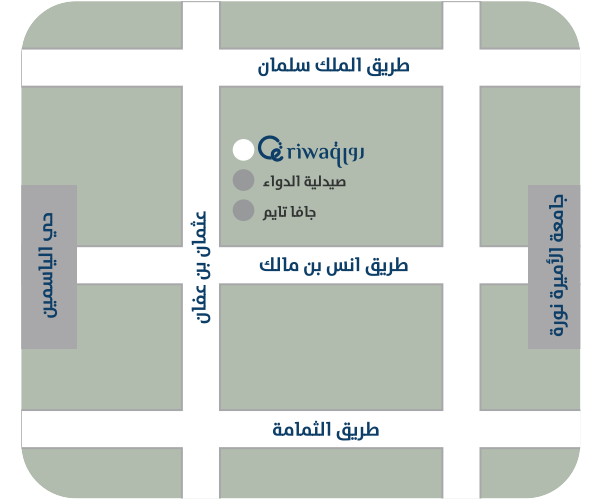 طريق الملك سلمان
riwaq رواق
صيدلية الدواء
جافا تايم
عثمان بن عفان
حي الياسمين
جامعة الأميرة نورة
طريق انس بن مالك
طريق الثمامة